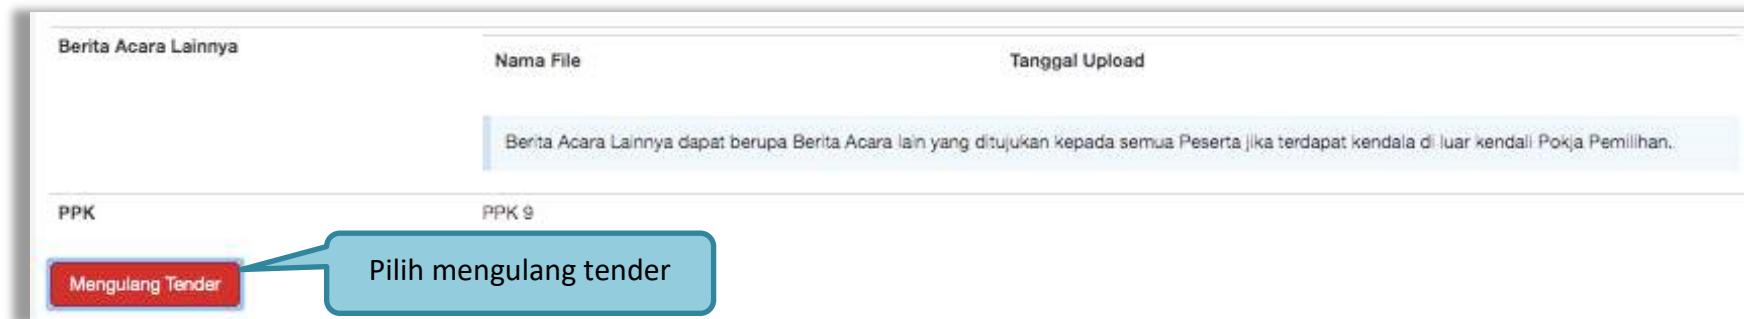 Berita Acara Lainnya
Nama File Tanggal Upload
Berita Acara Lainnya dapat berupa Berita Acara lain yang ditujukan kepada semua Peserta jika terdapat kendala di luar kendali Pokja Pemilihan.
PPK PPK 9
Pilih mengulang tender
Mengulang Tender